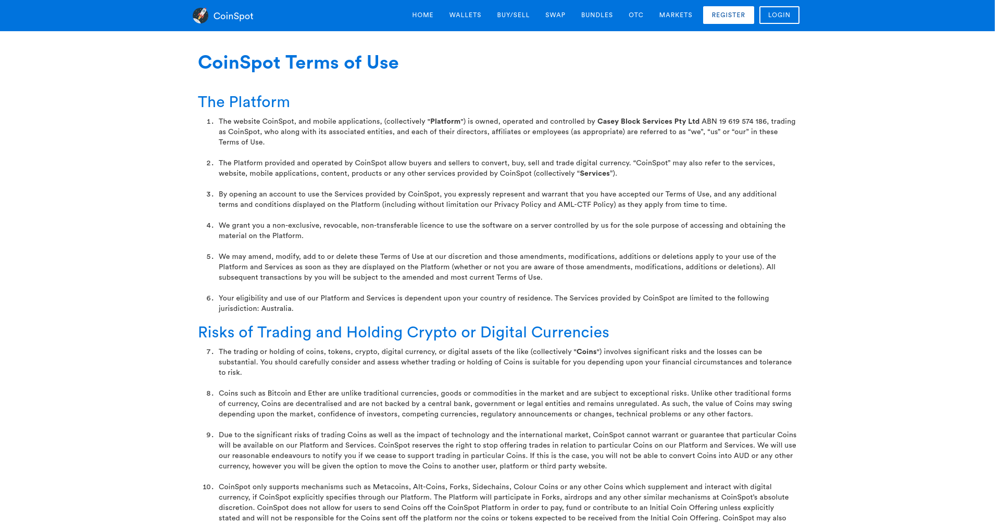 CoinSpot
HOME
WALLETS
BUY/SELL
SWAP
BUNDLES
OTC
MARKETS
REGISTER
LOGIN
CoinSpot Terms of Use
The Platform
1. The website CoinSpot, and mobile applications, (collectively "Platform") is owned, operated and controlled by Casey Block Services Pty Ltd ABN 19 619 574 186, trading
as CoinSpot, who along with its associated entities, and each of their directors, affiliates or employees (as appropriate) are referred to as “we”, “us” or “our” in these
Terms of Use.
2. The Platform provided and operated by CoinSpot allow buyers and sellers to convert, buy, sell and trade digital currency. “CoinSpot” may also refer to the services,
website, mobile applications, content, products or any other services provided by CoinSpot (collectively “Services”).
3. By opening an account to use the Services provided by CoinSpot, you expressly represent and warrant that you have accepted our Terms of Use, and any additional
terms and conditions displayed on the Platform (including without limitation our Privacy Policy and AML-CTF Policy) as they apply from time to time.
4. We grant you a non-exclusive, revocable, non-transferable licence to use the software on a server controlled by us for the sole purpose of accessing and obtaining the
material on the Platform.
5. We may amend, modify, add to or delete these Terms of Use at our discretion and those amendments, modifications, additions or deletions apply to your use of the
Platform and Services as soon as they are displayed on the Platform (whether or not you are aware of those amendments, modifications, additions or deletions). All
subsequent transactions by you will be subject to the amended and most current Terms of Use.
6. Your eligibility and use of our Platform and Services is dependent upon your country of residence. The Services provided by CoinSpot are limited to the following
jurisdiction: Australia.
Risks of Trading and Holding Crypto or Digital Currencies
7. The trading or holding of coins, tokens, crypto, digital currency, or digital assets of the like (collectively "Coins") involves significant risks and the losses can be
substantial. You should carefully consider and assess whether trading or holding of Coins is suitable for you depending upon your financial circumstances and tolerance
to risk.
8. Coins such as Bitcoin and Ether are unlike traditional currencies, goods or commodities in the market and are subject to exceptional risks. Unlike other traditional forms
of currency, Coins are decentralised and are not backed by a central bank, government or legal entities and remains unregulated. As such, the value of Coins may swing
depending upon the market, confidence of investors, competing currencies, regulatory announcements or changes, technical problems or any other factors.
9. Due to the significant risks of trading Coins as well as the impact of technology and the international market, CoinSpot cannot warrant or guarantee that particular Coins
will be available on our Platform and Services. CoinSpot reserves the right to stop offering trades in relation to particular Coins on our Platform and Services. We will use
our reasonable endeavours to notify you if we cease to support trading in particular Coins. If this is the case, you will not be able to convert Coins into AUD or any other
currency, however you will be given the option to move the Coins to another user, platform or third party website.
10. CoinSpot only supports mechanisms such as Metacoins, Alt-Coins, Forks, Sidechains, Colour Coins or any other Coins which supplement and interact with digital
currency, if CoinSpot explicitly specifies through our Platform. The Platform will participate in Forks, airdrops and any other similar mechanisms at CoinSpot’s absolute
discretion. CoinSpot does not allow for users to send Coins off the CoinSpot Platform in order to pay, fund or contribute to an Initial Coin Offering unless explicitly
stated and will not be responsible for the Coins sent off the platform nor the coins or tokens expected to be received from the Initial Coin Offering. CoinSpot may also